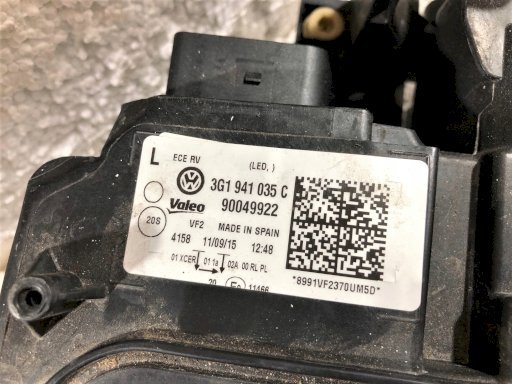 L ECE RV (LED, )
3G1 941 035 C
Valeo 90049922
20S VF2 MADE IN SPAIN
4158 11/09/15 12:48
01 XCER 01 1a 02A 00 RL PL
20 11466
*8991VF2370UM5D*